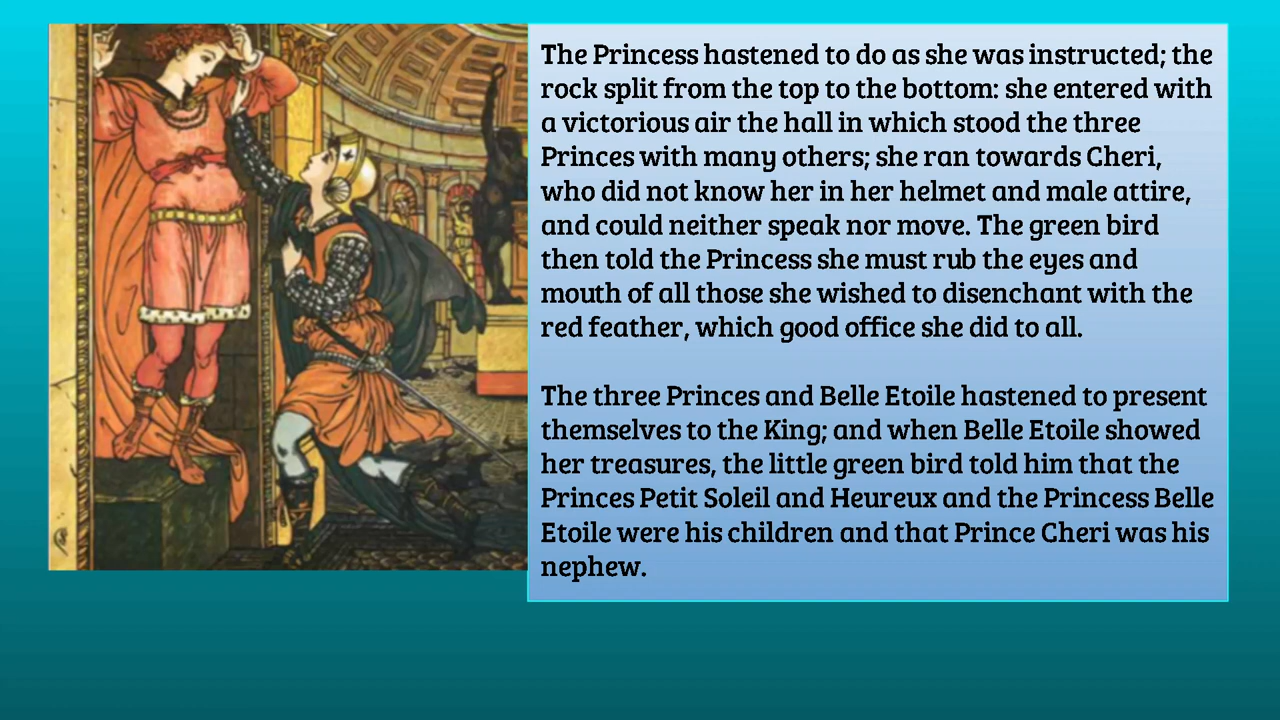 The Princess hastened to do as she was instructed; the
rock split from the top to the bottom: she entered with
a victorious air the hall in which stood the three
Princes with many others; she ran towards Cheri,
who did not know her in her helmet and male attire,
and could neither speak nor move. The green bird
then told the Princess she must rub the eyes and
mouth of all those she wished to disenchant with the
red feather, which good office she did to all.
The three Princes and Belle Etoile hastened to present
themselves to the King; and when Belle Etoile showed
her treasures, the little green bird told him that the
Princes Petit Soleil and Heureux and the Princess Belle
Etoile were his children and that Prince Cheri was his
nephew.